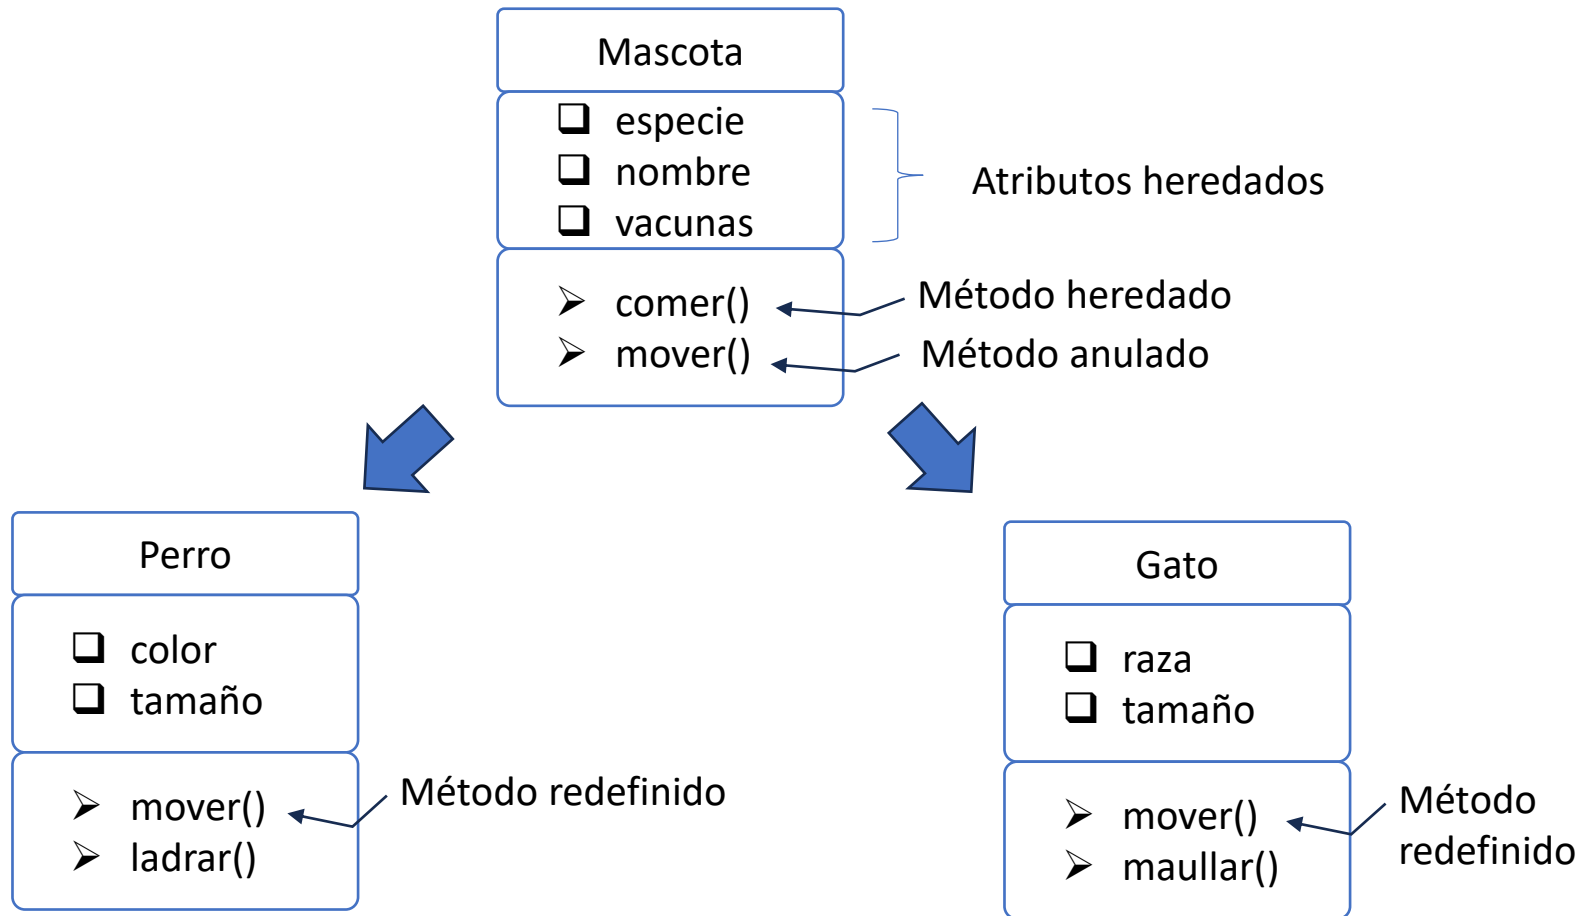 Mascota
especie
nombre
vacunas
Atributos heredados
comer()
Método heredado
mover()
Método anulado
Perro
color
tamaño
mover()
Método redefinido
ladrar()
Gato
raza
tamaño
mover()
maullar()
Método
redefinido